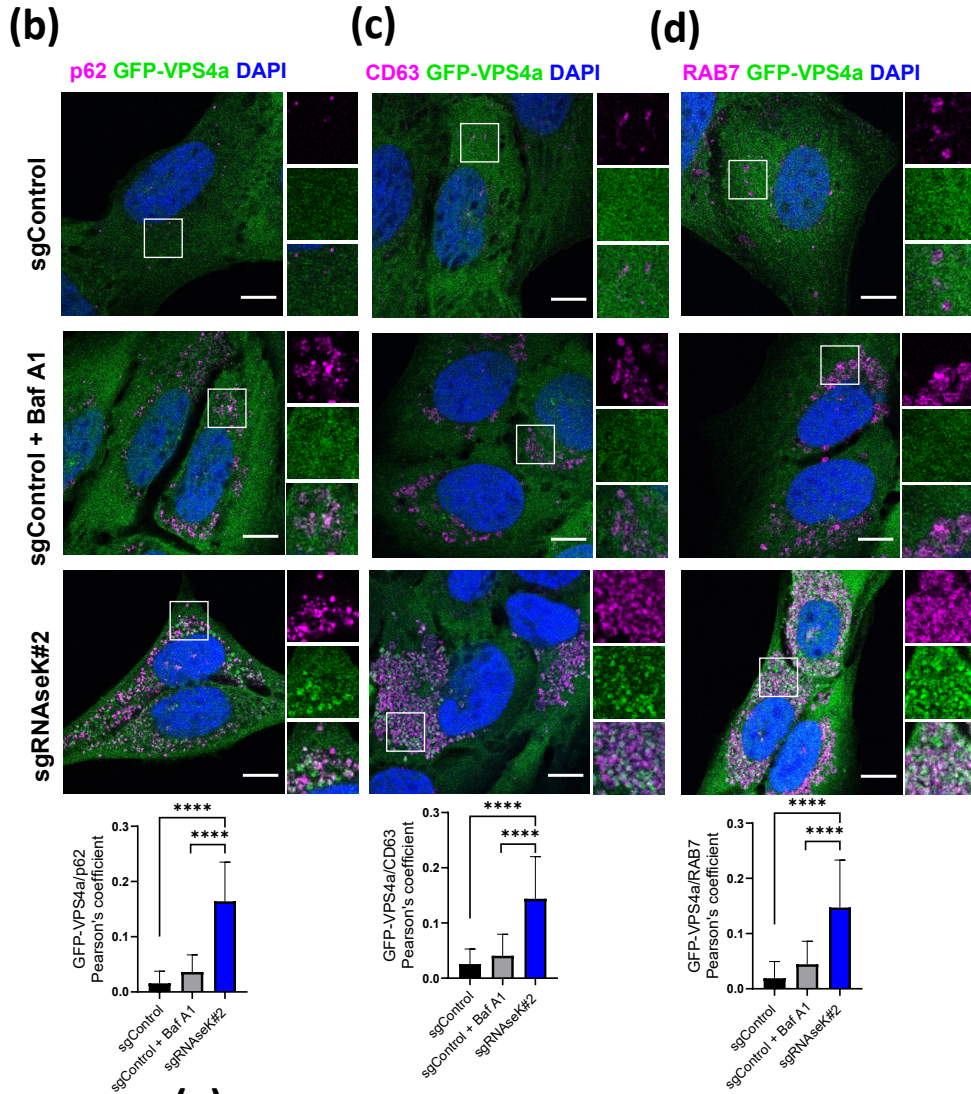 (b)
(c)
(d)
p62 GFP-VPS4a DAPI
CD63 GFP-VPS4a DAPI
RAB7 GFP-VPS4a DAPI
sgControl
sgControl + Baf A1
sgRNAseK#2
GFP-VPS4a/p62
Pearson's coefficient
0.3
0.2
0.1
0.0
****
****
sgControl
sgControl + Baf A1
sgRNAseK#2
GFP-VPS4a/CD63
Pearson's coefficient
0.3
0.2
0.1
0.0
****
****
sgControl
sgControl + Baf A1
sgRNAseK#2
GFP-VPS4a/RAB7
Pearson's coefficient
0.3
0.2
0.1
0.0
****
****
sgControl
sgControl + Baf A1
sgRNAseK#2